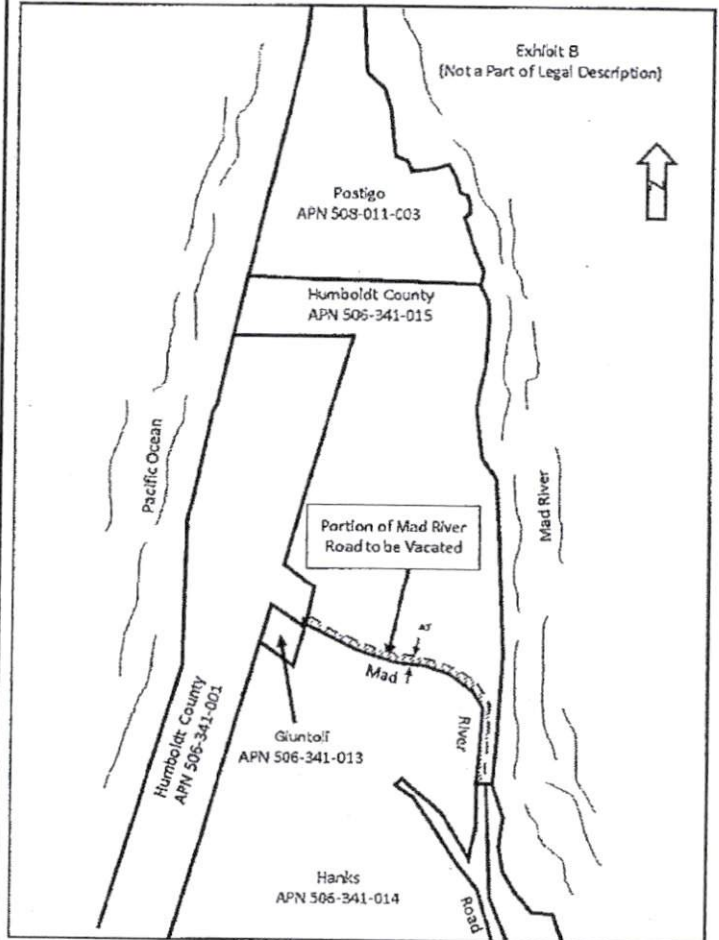 Exhibit B
(Not a Part of Legal Description)
Postigo
APN 508-011-003
Humboldt County
APN 506-341-015
Pacific Ocean
Mad River
Portion of Mad River
Road to be Vacated
Mad
River
Road
Giuntoli
APN 506-341-013
Humboldt County
APN 506-341-001
Hanks
APN 506-341-014